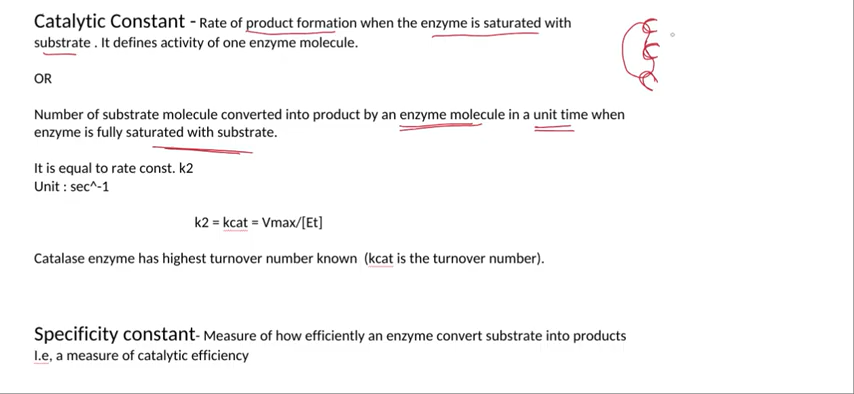 Catalytic Constant - Rate of product formation when the enzyme is saturated with
substrate . It defines activity of one enzyme molecule.
OR
Number of substrate molecule converted into product by an enzyme molecule in a unit time when
enzyme is fully saturated with substrate.
It is equal to rate const. k2
Unit : sec^-1
k2 = kcat = Vmax/[Et]
Catalase enzyme has highest turnover number known (kcat is the turnover number).
Specificity constant- Measure of how efficiently an enzyme convert substrate into products
I.e, a measure of catalytic efficiency